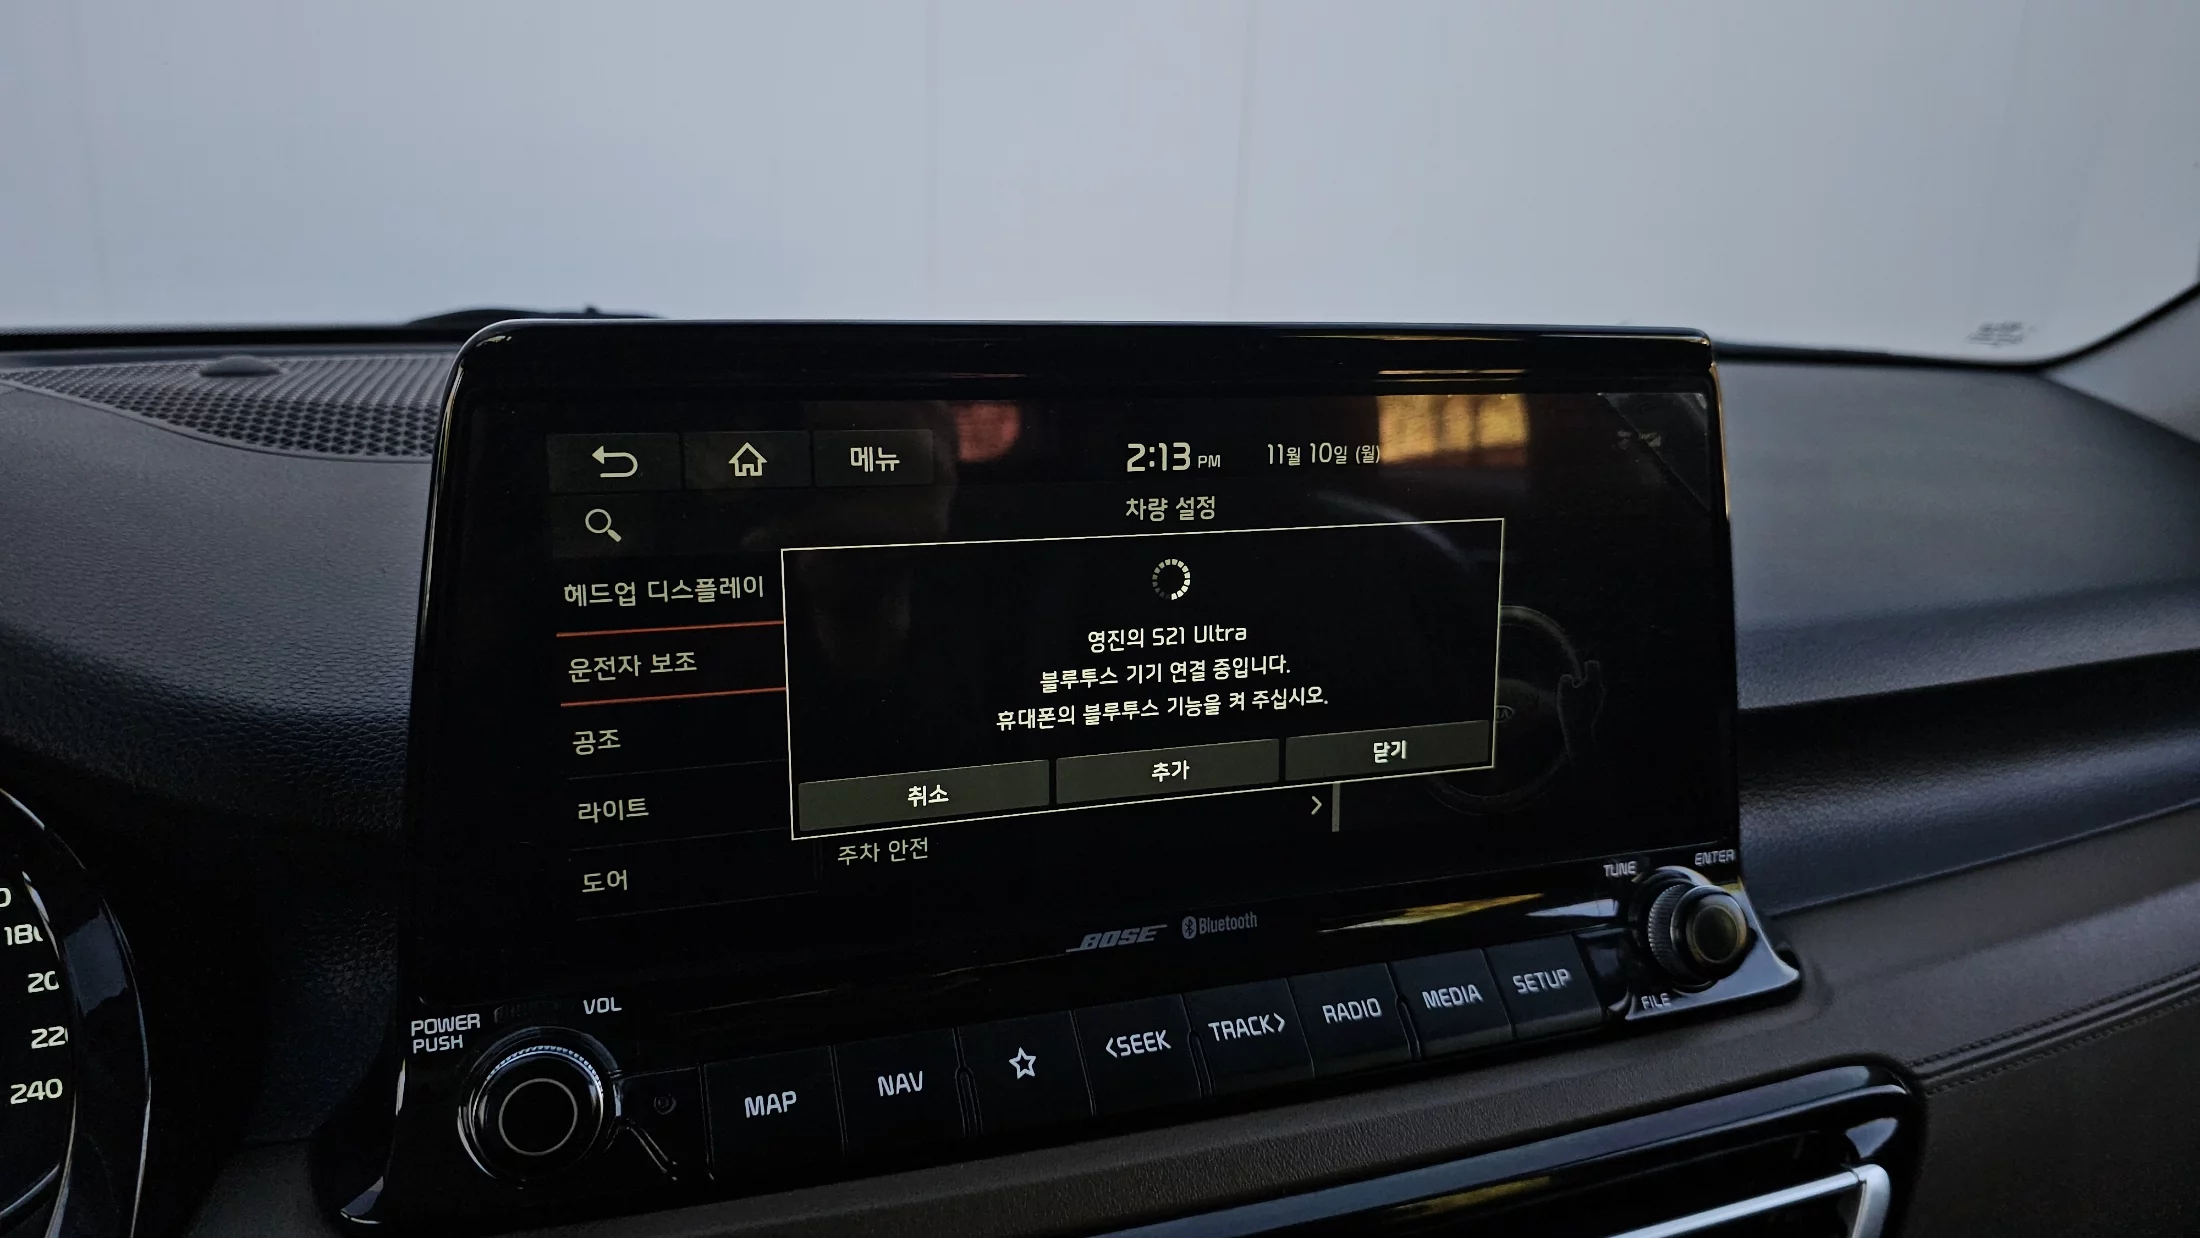 메뉴
2:13 PM
11월 10일 (월)
차량 설정
헤드업 디스플레이
운전자 보조
공조
라이트
도어
영진의 S21 Ultra
블루투스 기기 연결 중입니다.
휴대폰의 블루투스 기능을 켜 주십시오.
취소
추가
닫기
주차 안전
BOSE
Bluetooth
TUNE
ENTER
FILE
POWER
PUSH
VOL
MAP
NAV
<SEEK
TRACK>
RADIO
MEDIA
SETUP
220
240